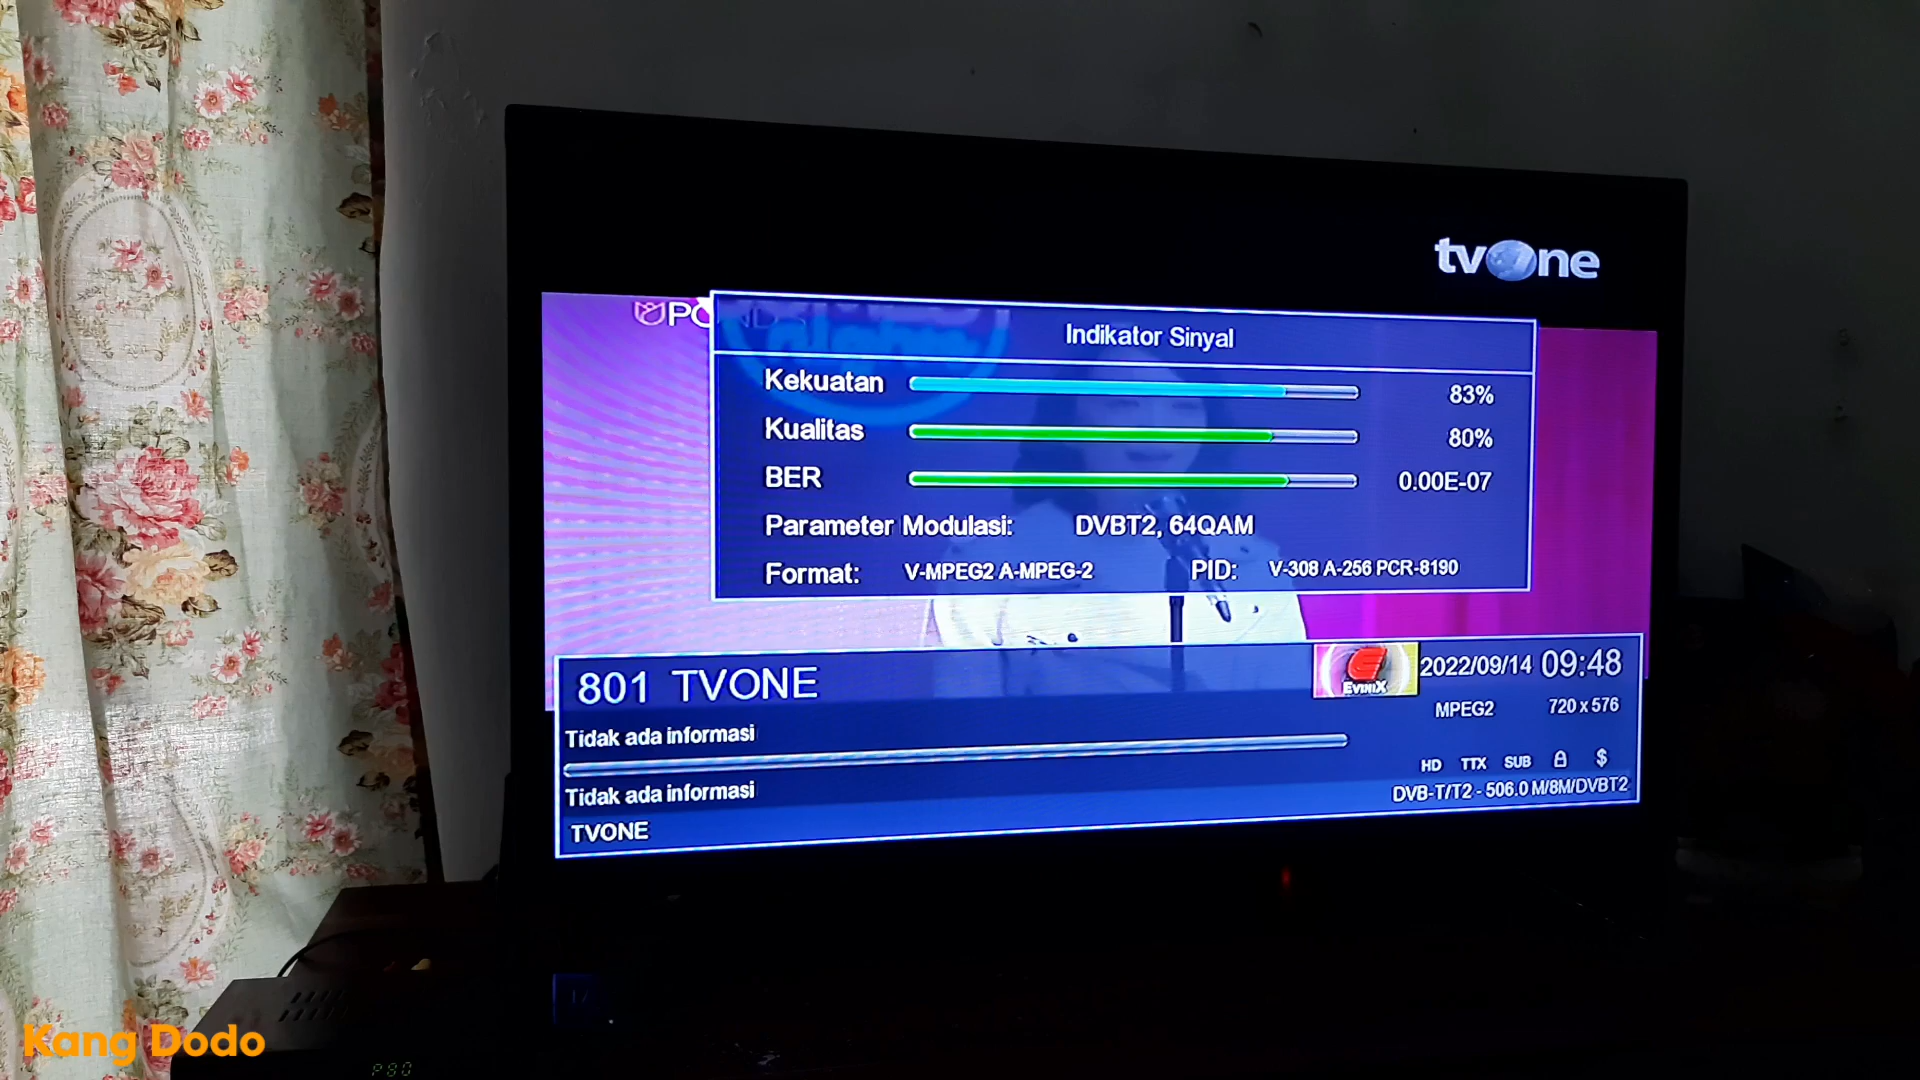 tvOne
POND'S
Indikator Sinyal
Kekuatan 83%
Kualitas 80%
BER 0.00E-07
Parameter Modulasi: DVBT2, 64QAM
Format: V-MPEG2 A-MPEG-2 PID: V-308 A-256 PCR-8190
801 TVONE EVINIX 2022/09/14 09:48
MPEG2 720 x 576
Tidak ada informasi
HD TTX SUB $
Tidak ada informasi DVB-T/T2 - 506.0 M/8M/DVBT2
TVONE
Kang Dodo
P80